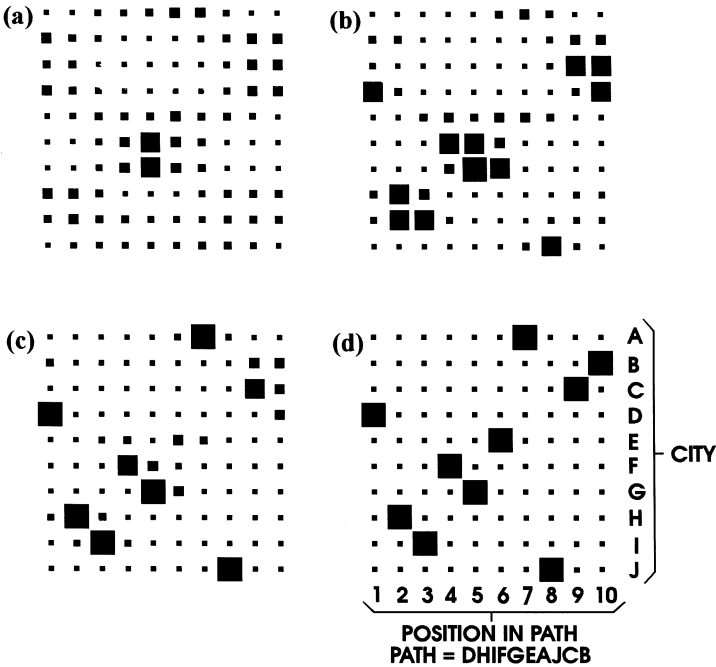 (a)
(b)
(c)
(d)
A
B
C
D
E
F
G
H
I
J
CITY
1 2 3 4 5 6 7 8 9 10
POSITION IN PATH
PATH = DHIFGEAJCB